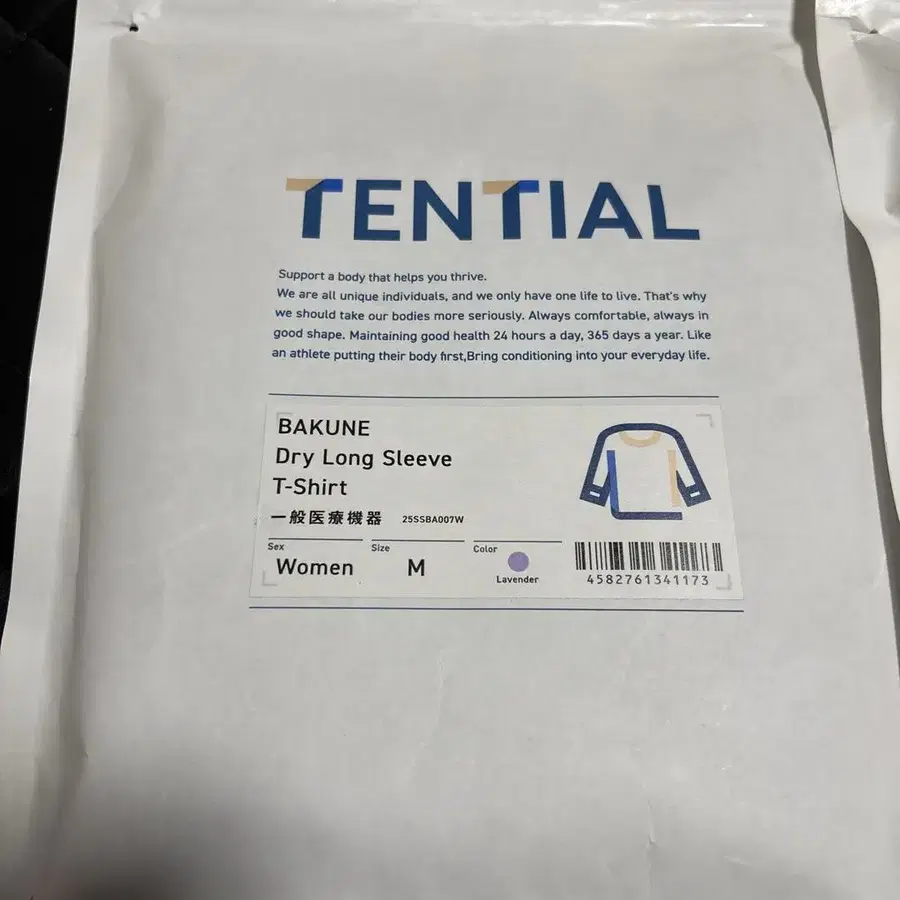 TENTIAL
Support a body that helps you thrive.
We are all unique individuals, and we only have one life to live. That's why
we should take our bodies more seriously. Always comfortable, always in
good shape. Maintaining good health 24 hours a day, 365 days a year. Like
an athlete putting their body first,Bring conditioning into your everyday life.
BAKUNE
Dry Long Sleeve
T-Shirt
一般医療機器 25SSBA007W
Sex Size Color
Women M Lavender
4582761341173